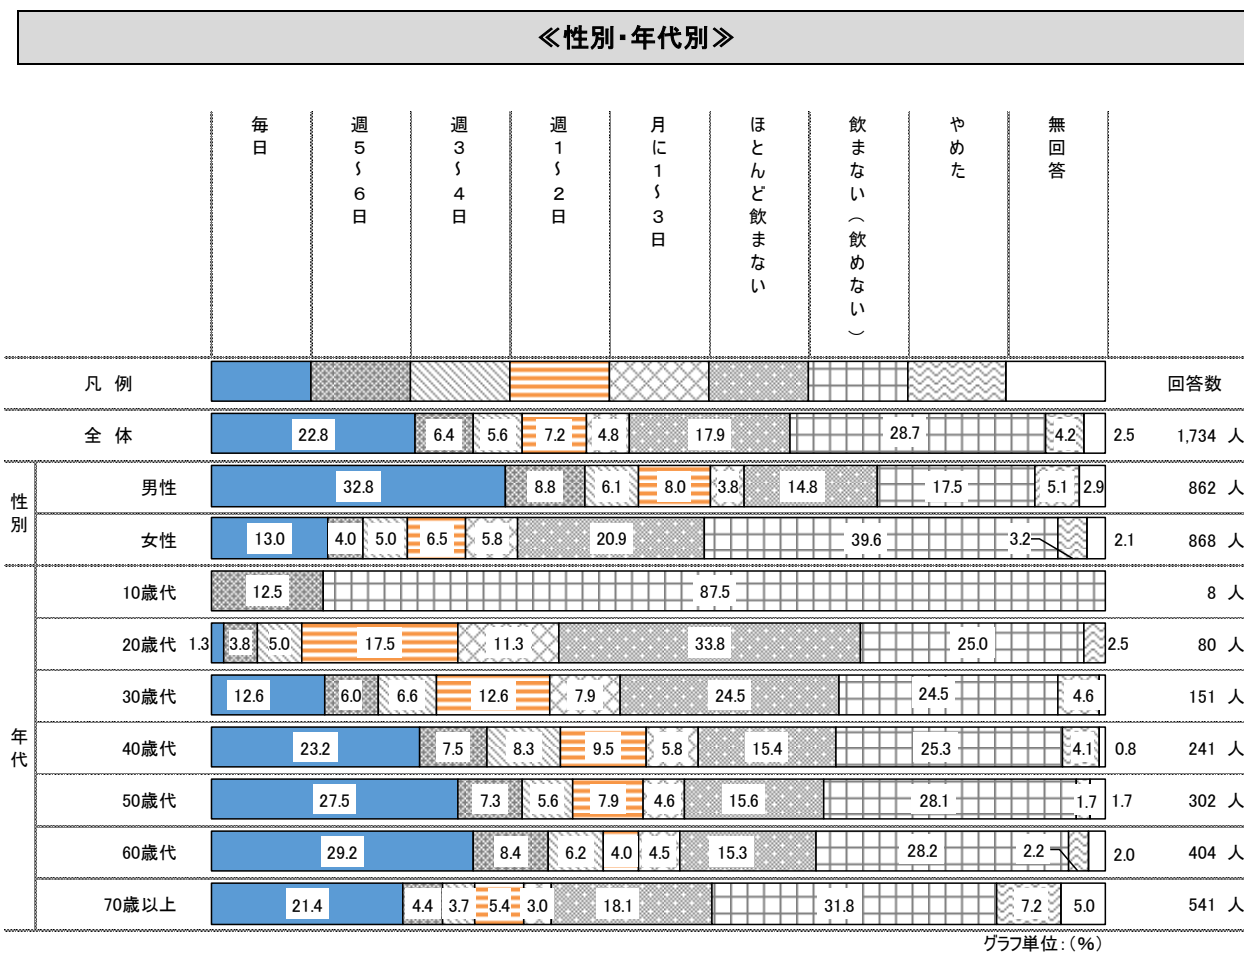 ≪性別・年代別≫
毎日
週5～6日
週3～4日
週1～2日
月に1～3日
ほとんど飲まない
飲まない（飲めない）
やめた
無回答
凡 例 回答数
全 体 22.8 6.4 5.6 7.2 4.8 17.9 28.7 4.2 2.5 1,734 人
性別
男性 32.8 8.8 6.1 8.0 3.8 14.8 17.5 5.1 2.9 862 人
女性 13.0 4.0 5.0 6.5 5.8 20.9 39.6 3.2 2.1 868 人
年代
10歳代 12.5 87.5 8 人
20歳代 1.3 3.8 5.0 17.5 11.3 33.8 25.0 2.5 80 人
30歳代 12.6 6.0 6.6 12.6 7.9 24.5 24.5 4.6 151 人
40歳代 23.2 7.5 8.3 9.5 5.8 15.4 25.3 4.1 0.8 241 人
50歳代 27.5 7.3 5.6 7.9 4.6 15.6 28.1 1.7 1.7 302 人
60歳代 29.2 8.4 6.2 4.0 4.5 15.3 28.2 2.2 2.0 404 人
70歳以上 21.4 4.4 3.7 5.4 3.0 18.1 31.8 7.2 5.0 541 人
グラフ単位：（％）